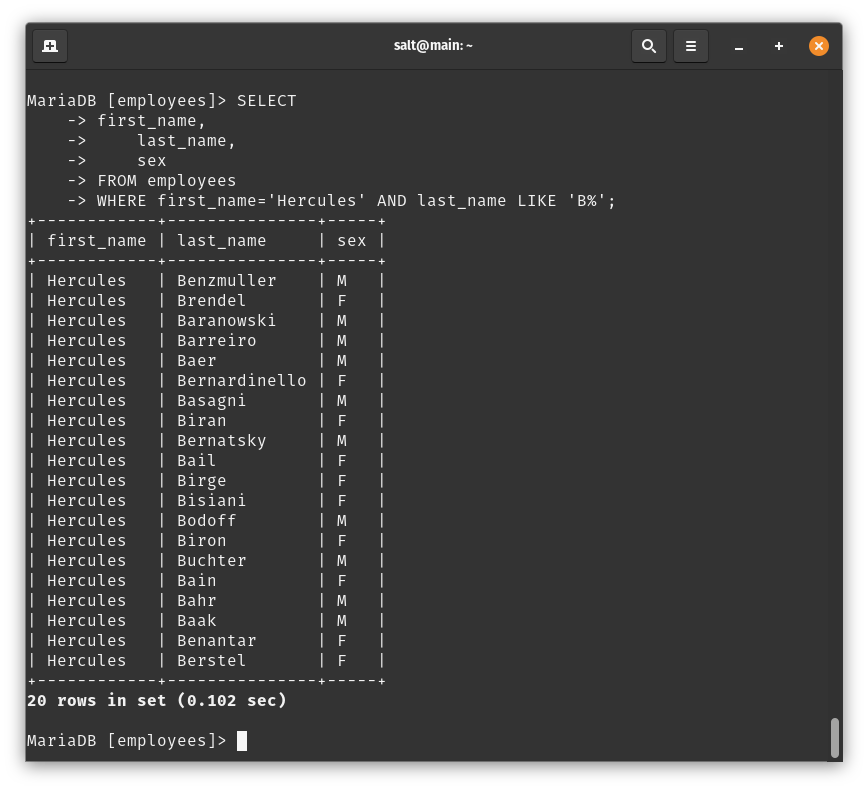 salt@main: ~
MariaDB [employees]> SELECT
    -> first_name,
    ->     last_name,
    ->     sex
    -> FROM employees
    -> WHERE first_name='Hercules' AND last_name LIKE 'B%';
+------------+---------------+-----+
| first_name | last_name     | sex |
+------------+---------------+-----+
| Hercules   | Benzmuller    | M   |
| Hercules   | Brendel       | F   |
| Hercules   | Baranowski    | M   |
| Hercules   | Barreiro      | M   |
| Hercules   | Baer          | M   |
| Hercules   | Bernardinello | F   |
| Hercules   | Basagni       | M   |
| Hercules   | Biran         | F   |
| Hercules   | Bernatsky     | M   |
| Hercules   | Bail          | F   |
| Hercules   | Birge         | F   |
| Hercules   | Bisiani       | F   |
| Hercules   | Bodoff        | M   |
| Hercules   | Biron         | F   |
| Hercules   | Buchter       | M   |
| Hercules   | Bain          | F   |
| Hercules   | Bahr          | M   |
| Hercules   | Baak          | M   |
| Hercules   | Benantar      | F   |
| Hercules   | Berstel       | F   |
+------------+---------------+-----+
20 rows in set (0.102 sec)
MariaDB [employees]>